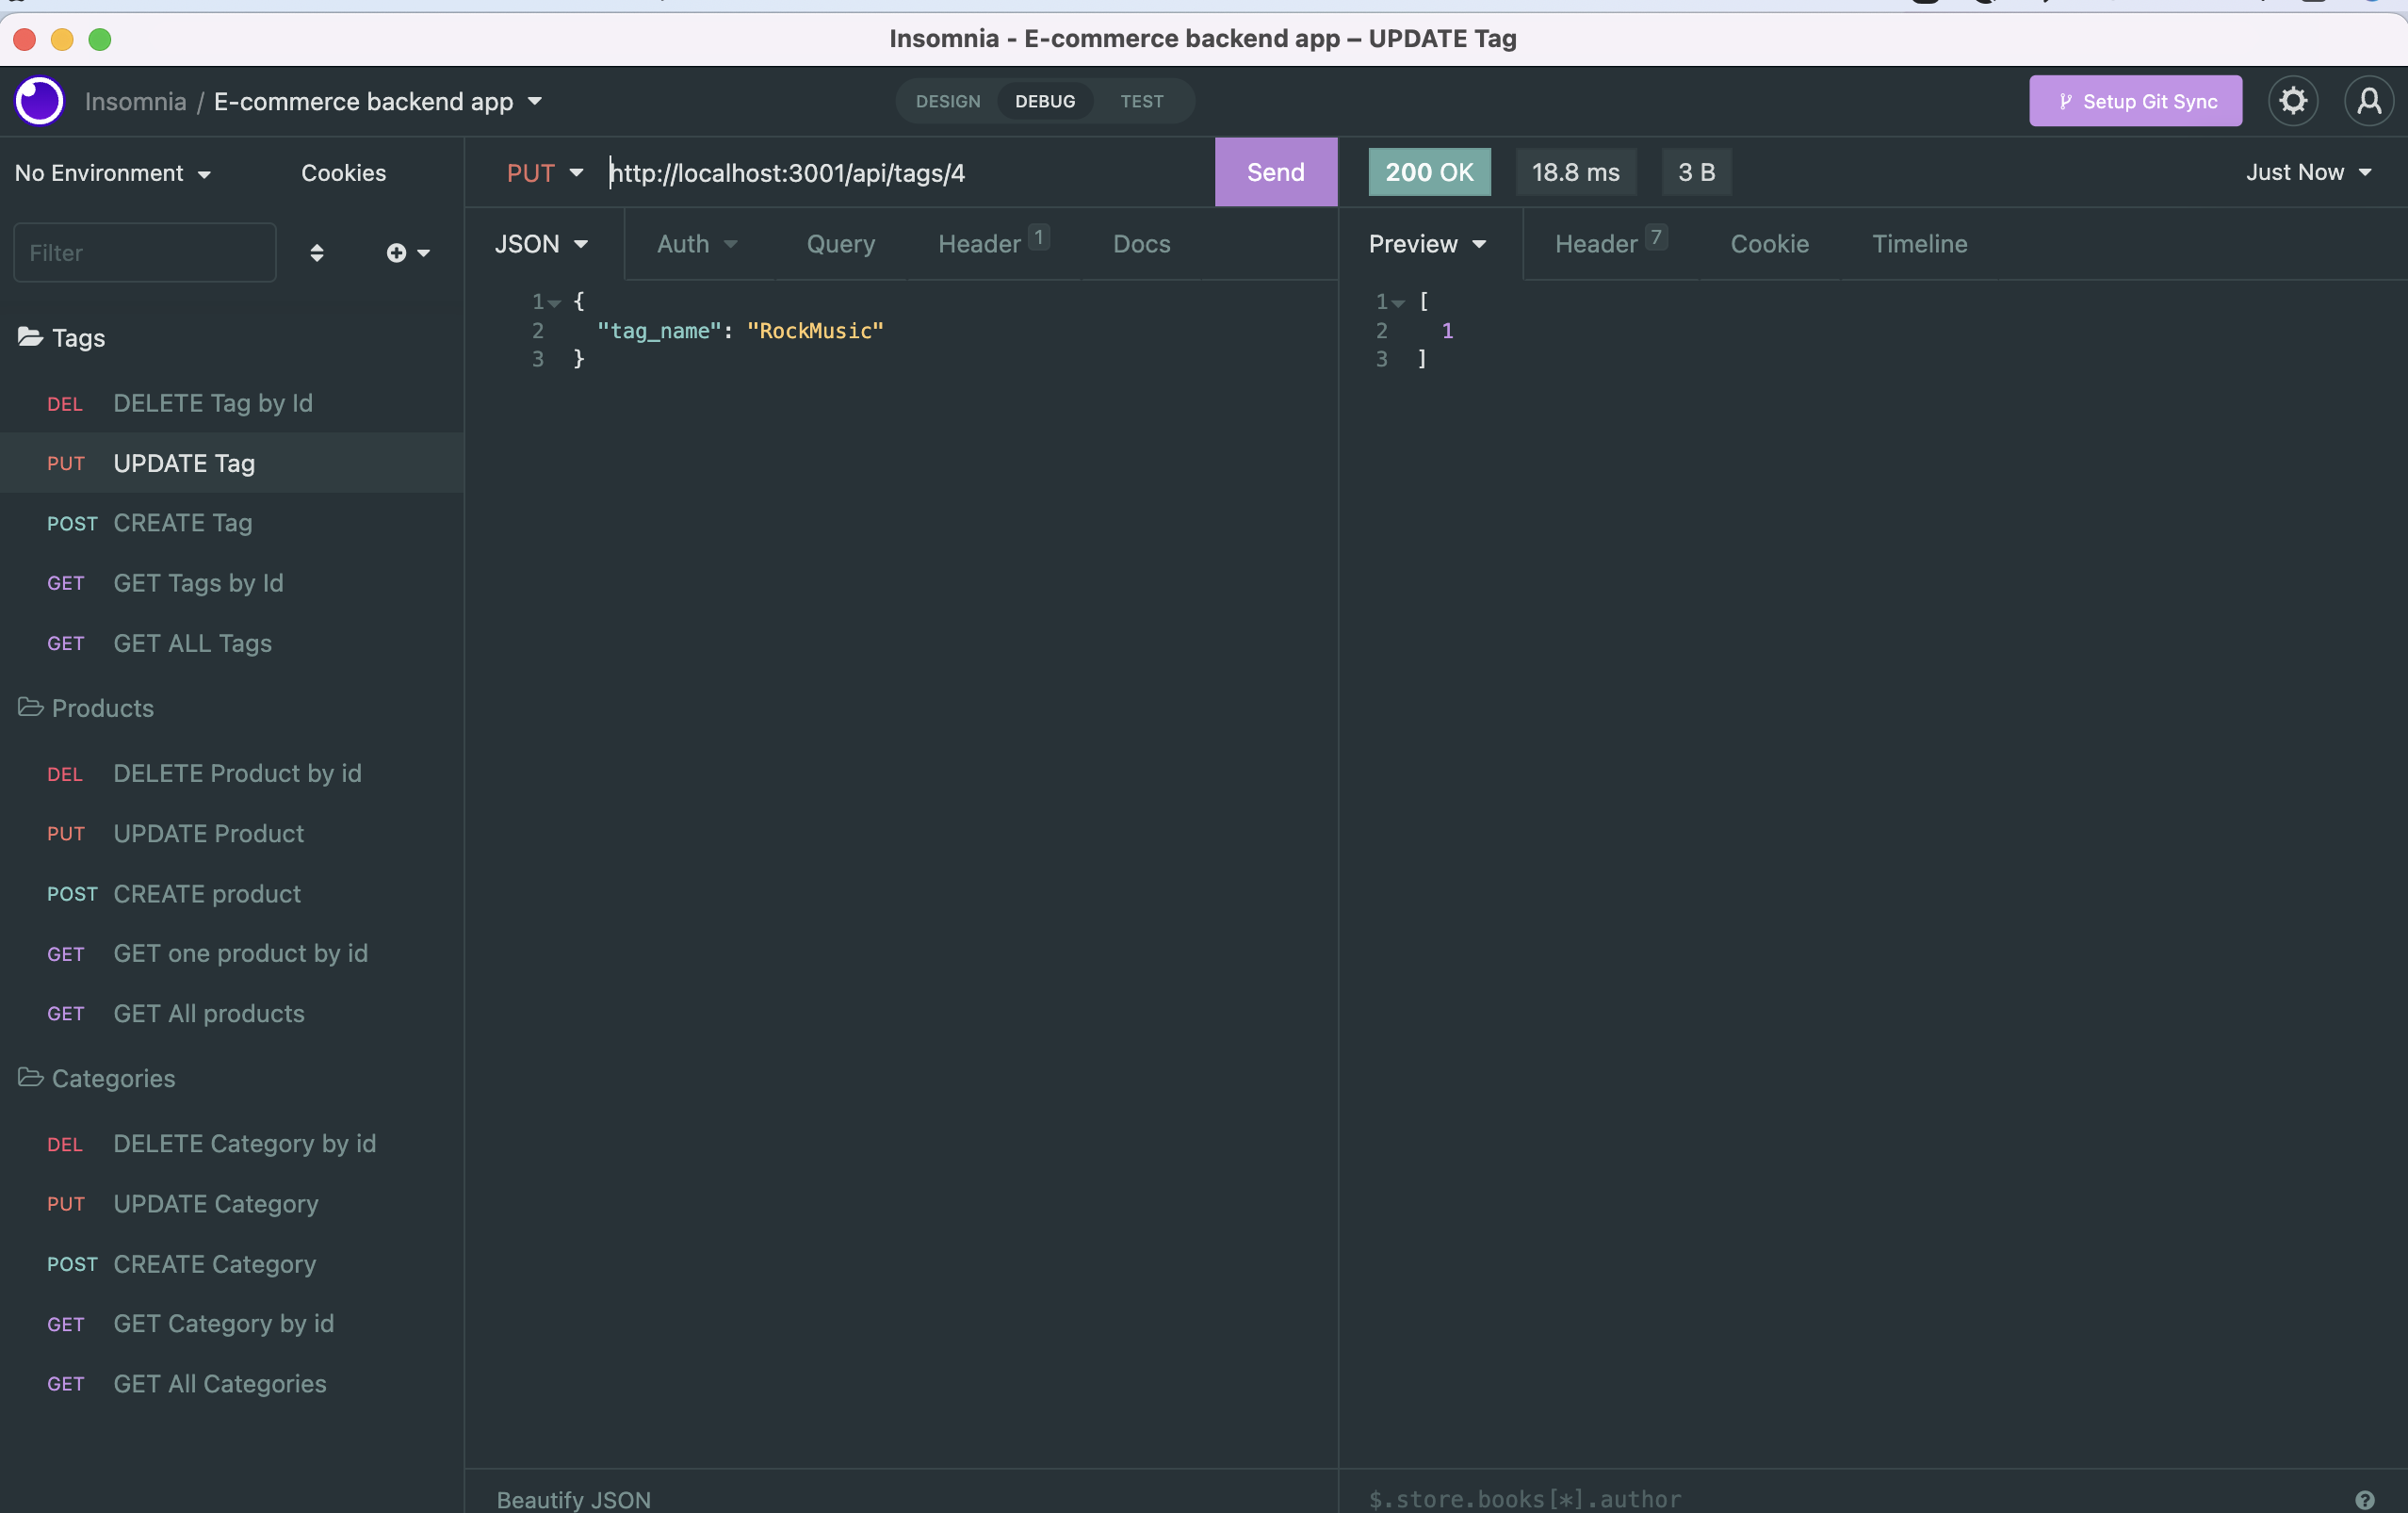 Insomnia - E-commerce backend app – UPDATE Tag
Insomnia / E-commerce backend app
DESIGN DEBUG TEST
Setup Git Sync
No Environment Cookies
PUT http://localhost:3001/api/tags/4 Send
200 OK 18.8 ms 3 B Just Now
Filter
JSON Auth Query Header 1 Docs
Preview Header 7 Cookie Timeline
1 {
2 "tag_name": "RockMusic"
3 }
1 [
2 1
3 ]
Tags
DEL DELETE Tag by Id
PUT UPDATE Tag
POST CREATE Tag
GET GET Tags by Id
GET GET ALL Tags
Products
DEL DELETE Product by id
PUT UPDATE Product
POST CREATE product
GET GET one product by id
GET GET All products
Categories
DEL DELETE Category by id
PUT UPDATE Category
POST CREATE Category
GET GET Category by id
GET GET All Categories
Beautify JSON
$.store.books[*].author
?